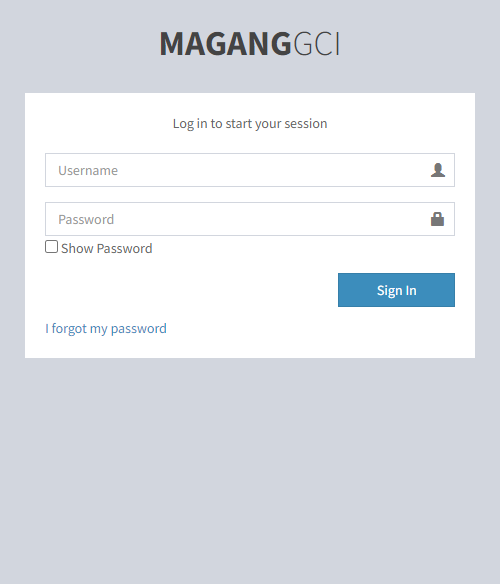 MAGANGGCI
Log in to start your session
Username
Password
Show Password
Sign In
I forgot my password